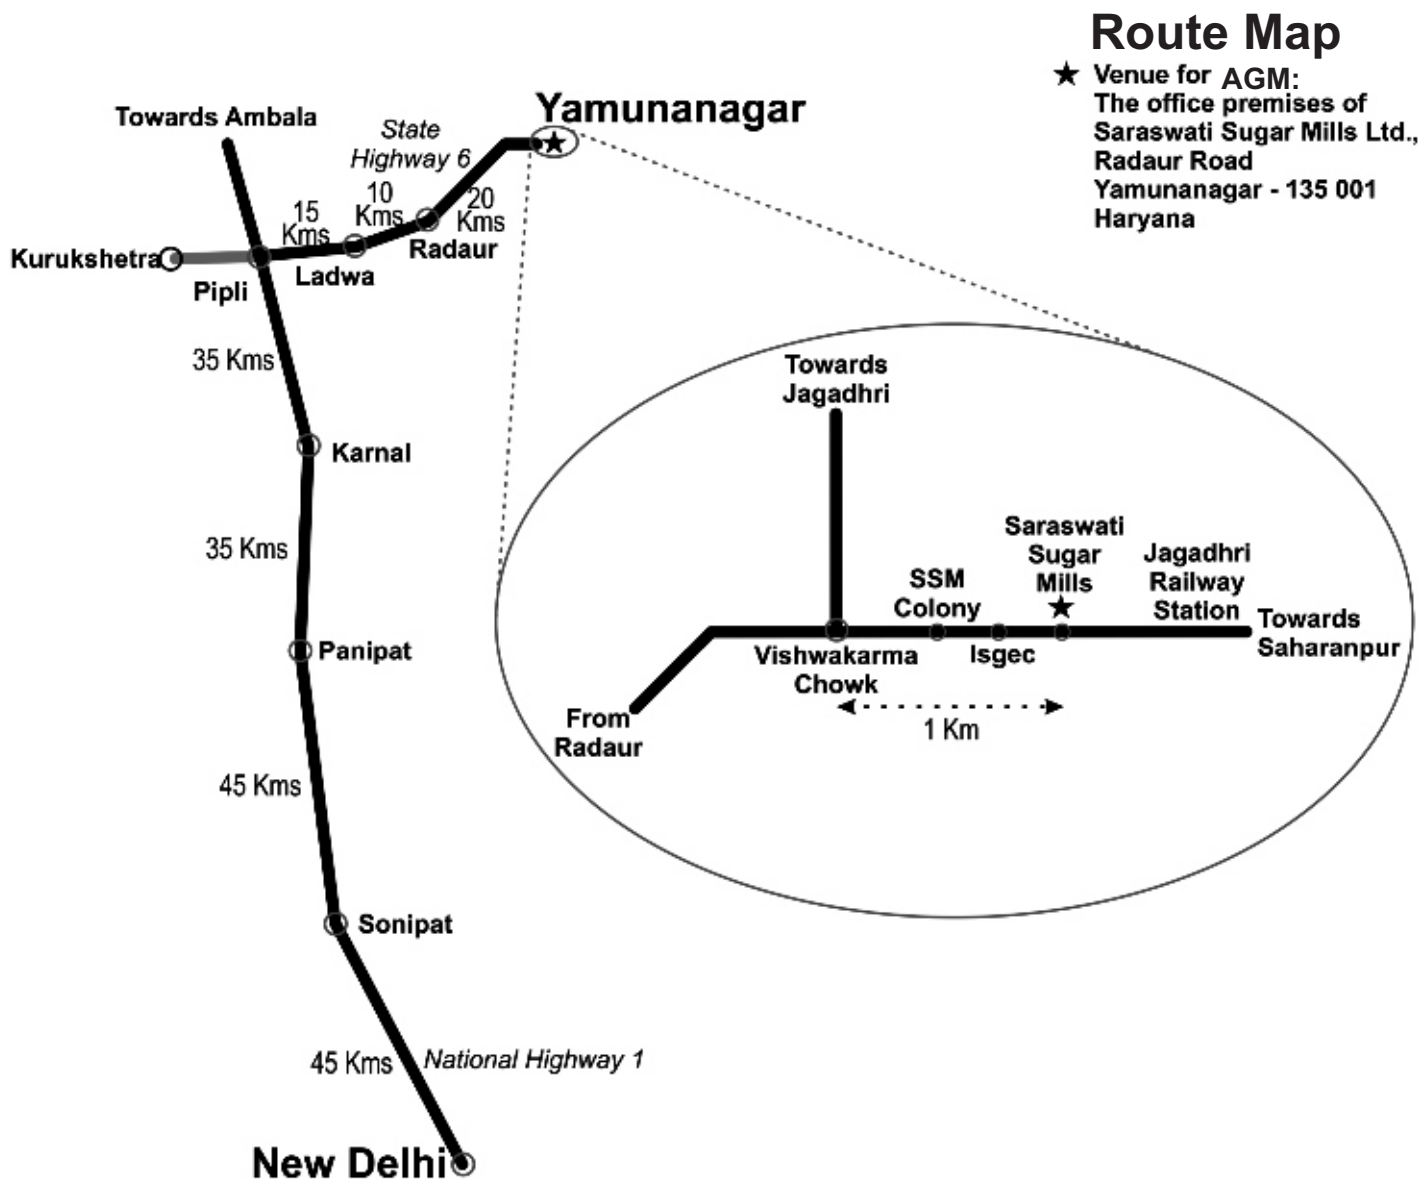 Route Map
★ Venue for AGM:
The office premises of
Saraswati Sugar Mills Ltd.,
Radaur Road
Yamunanagar - 135 001
Haryana
Yamunanagar
Towards Ambala
State
Highway 6
15
Kms
10
Kms
20
Kms
Kurukshetra
Pipli
Ladwa
Radaur
35 Kms
Karnal
35 Kms
Panipat
45 Kms
Sonipat
45 Kms
National Highway 1
New Delhi
Towards
Jagadhri
Saraswati
Sugar
Mills
Jagadhri
Railway
Station
SSM
Colony
Towards
Saharanpur
Vishwakarma
Chowk
Isgec
1 Km
From
Radaur